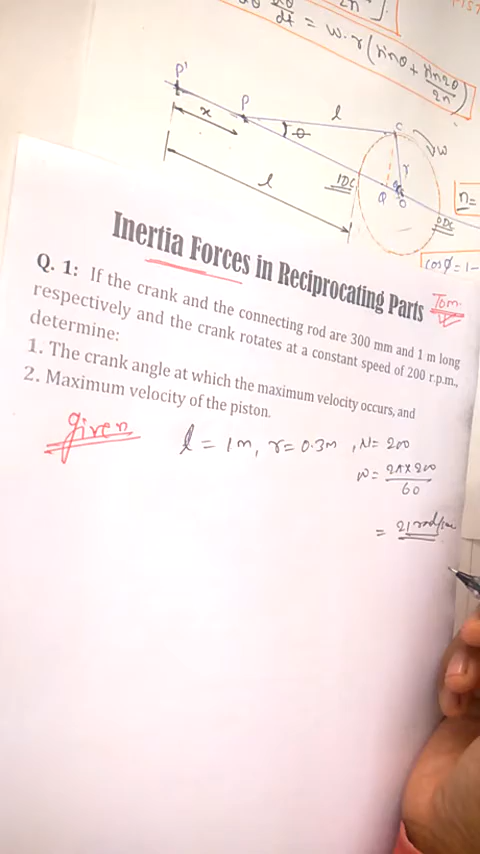 dt = w.r(sinθ + sin2θ
2n)
P'
x
P
l
θ
C
w
r
l
IDC
Q
O
ODC
n=
cosφ = 1-
Inertia Forces in Reciprocating Parts
Tom.
Q. 1: If the crank and the connecting rod are 300 mm and 1 m long
respectively and the crank rotates at a constant speed of 200 r.p.m.,
determine:
1. The crank angle at which the maximum velocity occurs, and
2. Maximum velocity of the piston.
given
l = 1m, r = 0.3m , N = 200
w = 2π x 200
60
= 21 rad/sec